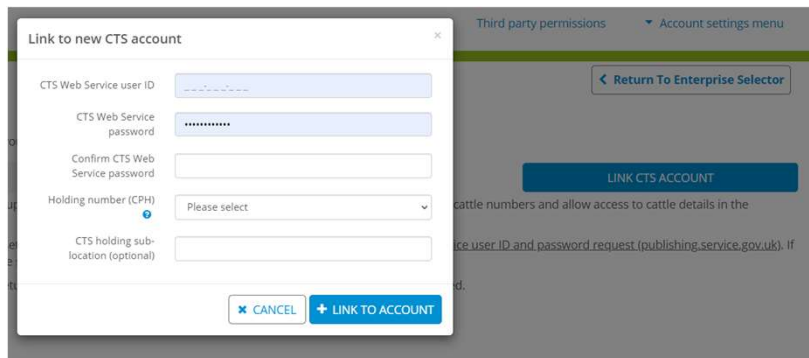 Third party permissions
Account settings menu
Link to new CTS account
×
Return To Enterprise Selector
CTS Web Service user ID
_ _ _-_ _ _-_ _ _
CTS Web Service
password
••••••••••••
Confirm CTS Web
Service password
LINK CTS ACCOUNT
Holding number (CPH)
?
Please select
cattle numbers and allow access to cattle details in the
CTS holding sub-
location (optional)
ice user ID and password request (publishing.service.gov.uk). If
CANCEL
+ LINK TO ACCOUNT